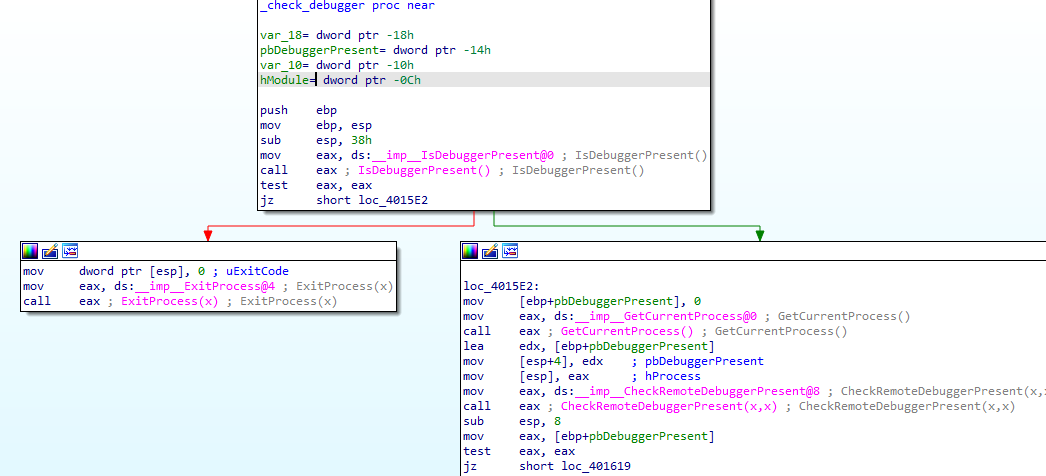 _check_debugger proc near
var_18= dword ptr -18h
pbDebuggerPresent= dword ptr -14h
var_10= dword ptr -10h
hModule= dword ptr -0Ch
push ebp
mov ebp, esp
sub esp, 38h
mov eax, ds:__imp__IsDebuggerPresent@0 ; IsDebuggerPresent()
call eax ; IsDebuggerPresent() ; IsDebuggerPresent()
test eax, eax
jz short loc_4015E2
mov dword ptr [esp], 0 ; uExitCode
mov eax, ds:__imp__ExitProcess@4 ; ExitProcess(x)
call eax ; ExitProcess(x) ; ExitProcess(x)
loc_4015E2:
mov [ebp+pbDebuggerPresent], 0
mov eax, ds:__imp__GetCurrentProcess@0 ; GetCurrentProcess()
call eax ; GetCurrentProcess() ; GetCurrentProcess()
lea edx, [ebp+pbDebuggerPresent]
mov [esp+4], edx ; pbDebuggerPresent
mov [esp], eax ; hProcess
mov eax, ds:__imp__CheckRemoteDebuggerPresent@8 ; CheckRemoteDebuggerPresent(x,
call eax ; CheckRemoteDebuggerPresent(x,x) ; CheckRemoteDebuggerPresent(x,x)
sub esp, 8
mov eax, [ebp+pbDebuggerPresent]
test eax, eax
jz short loc_401619